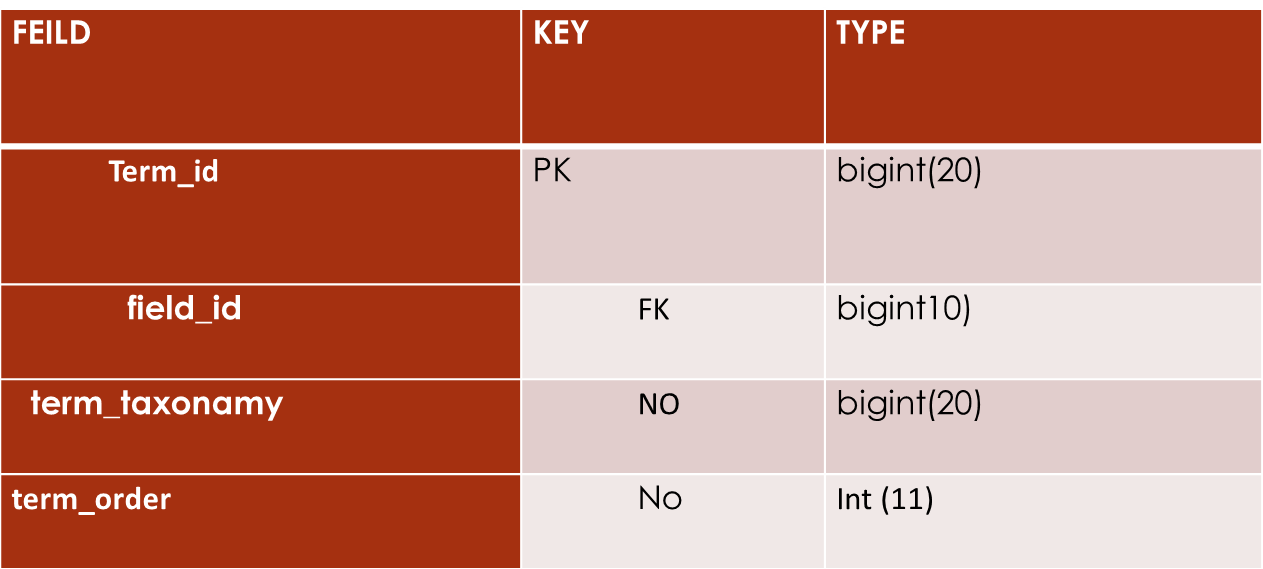 FEILD KEY TYPE
Term_id PK bigint(20)
field_id FK bigint10)
term_taxonamy NO bigint(20)
term_order No Int (11)